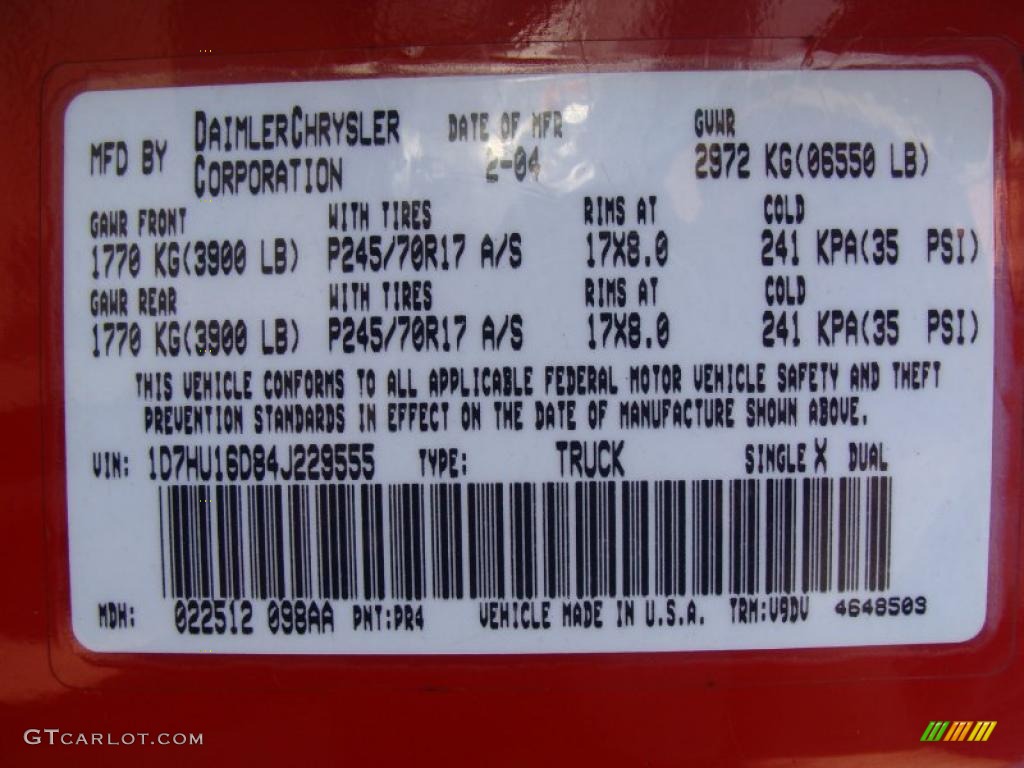 MFD BY DAIMLERCHRYSLER CORPORATION
DATE OF MFR 2-04
GVWR 2972 KG(06550 LB)
GAWR FRONT WITH TIRES RIMS AT COLD
1770 KG(3900 LB) P245/70R17 A/S 17X8.0 241 KPA(35 PSI)
GAWR REAR WITH TIRES RIMS AT COLD
1770 KG(3900 LB) P245/70R17 A/S 17X8.0 241 KPA(35 PSI)
THIS VEHICLE CONFORMS TO ALL APPLICABLE FEDERAL MOTOR VEHICLE SAFETY AND THEFT
PREVENTION STANDARDS IN EFFECT ON THE DATE OF MANUFACTURE SHOWN ABOVE.
VIN: 1D7HU16D84J229555 TYPE: TRUCK SINGLE X DUAL
MDH: 022512 098AA PNT:PR4 VEHICLE MADE IN U.S.A. TRM:V9DV 4648503
GTCARLOT.COM